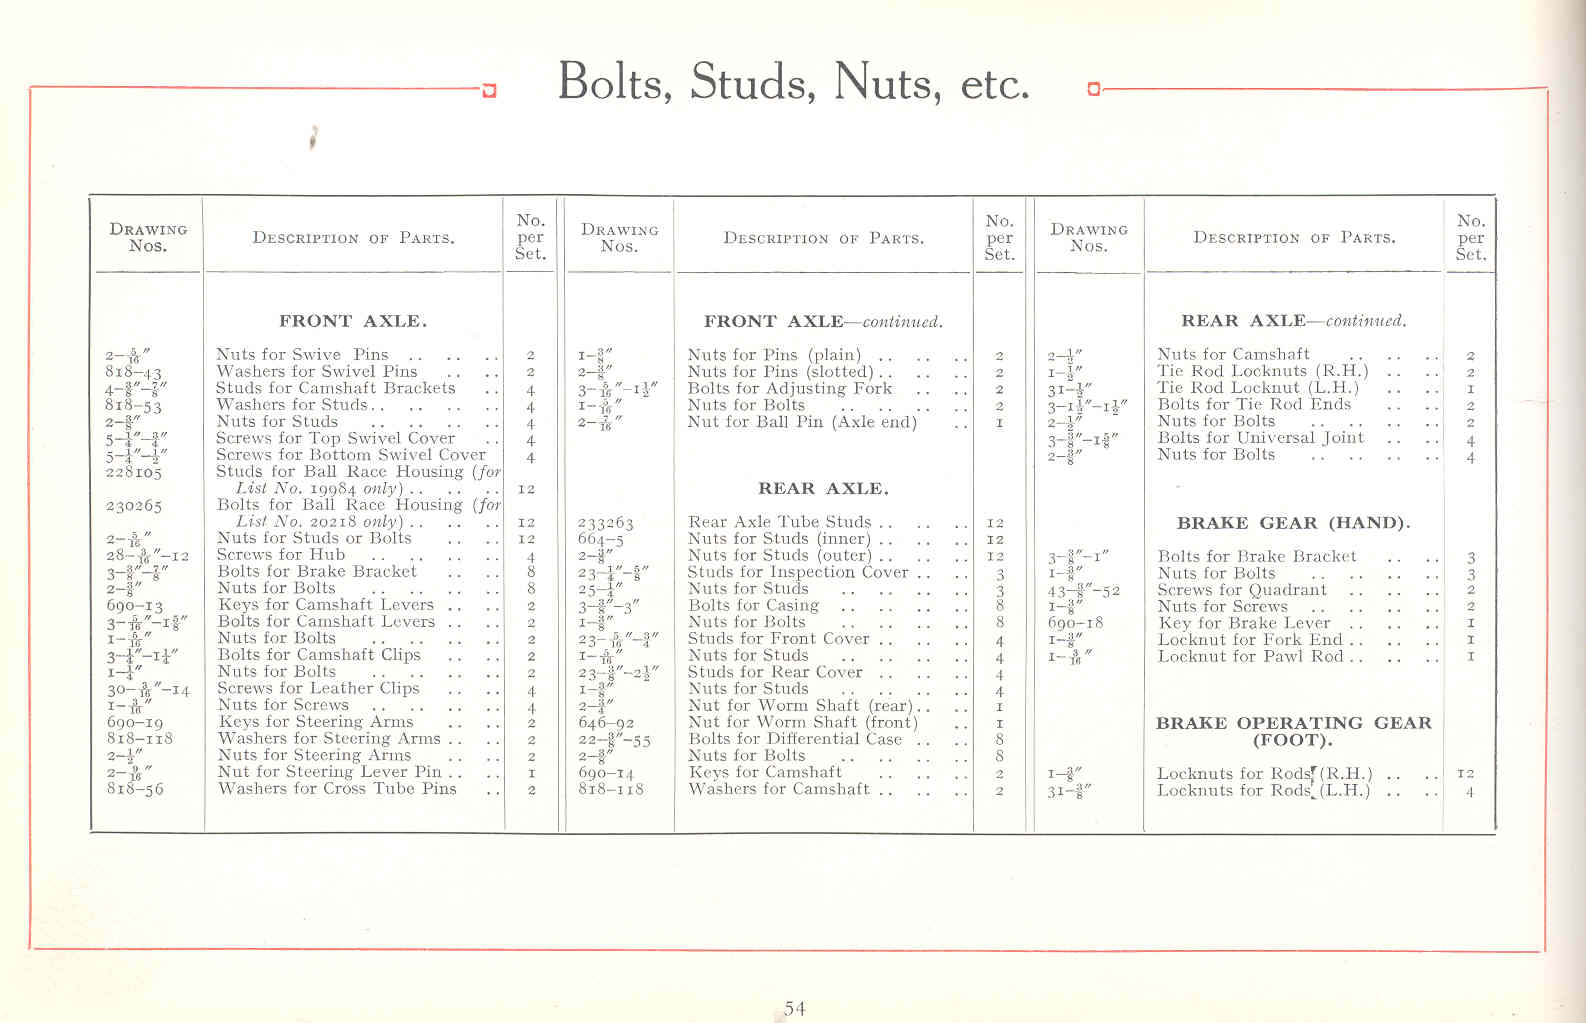 Bolts, Studs, Nuts, etc.
DRAWING NOS. DESCRIPTION OF PARTS. No. per Set.
FRONT AXLE.
2–5/16″ Nuts for Swive Pins .. .. .. 2
818–43 Washers for Swivel Pins .. .. 2
4–3/8″–7/8″ Studs for Camshaft Brackets .. 4
818–53 Washers for Studs.. .. .. .. 4
2–3/8″ Nuts for Studs .. .. .. .. 4
5–1/4″–3/4″ Screws for Top Swivel Cover .. 4
5–1/4″–1/2″ Screws for Bottom Swivel Cover 4
228105 Studs for Ball Race Housing (for
List No. 19984 only) .. .. .. 12
230265 Bolts for Ball Race Housing (for
List No. 20218 only) .. .. .. 12
2–5/16″ Nuts for Studs or Bolts .. .. 12
28–3/16″–12 Screws for Hub .. .. .. .. 4
3–3/8″–7/8″ Bolts for Brake Bracket .. .. 8
2–3/8″ Nuts for Bolts .. .. .. .. 8
690–13 Keys for Camshaft Levers .. .. 2
3–5/16″–1 5/8″ Bolts for Camshaft Levers .. .. 2
1–5/16″ Nuts for Bolts .. .. .. .. 2
3–1/4″–1 1/4″ Bolts for Camshaft Clips .. .. 2
1–1/4″ Nuts for Bolts .. .. .. .. 2
30–3/16″–14 Screws for Leather Clips .. .. 4
1–3/16″ Nuts for Screws .. .. .. .. 4
690–19 Keys for Steering Arms .. .. 2
818–118 Washers for Steering Arms .. .. 2
2–1/2″ Nuts for Steering Arms .. .. 2
2–9/16″ Nut for Steering Lever Pin .. .. 1
818–56 Washers for Cross Tube Pins .. 2
DRAWING NOS. DESCRIPTION OF PARTS. No. per Set.
FRONT AXLE—continued.
1–3/8″ Nuts for Pins (plain) .. .. .. 2
2–3/8″ Nuts for Pins (slotted) .. .. .. 2
3–5/16″–1 1/2″ Bolts for Adjusting Fork .. .. 2
1–5/16″ Nuts for Bolts .. .. .. .. 2
2–7/16″ Nut for Ball Pin (Axle end) .. 1
REAR AXLE.
233263 Rear Axle Tube Studs .. .. .. 12
664–5 Nuts for Studs (inner) .. .. .. 12
2–3/8″ Nuts for Studs (outer) .. .. .. 12
23–1/4″–5/8″ Studs for Inspection Cover .. .. 3
25–1/4″ Nuts for Studs .. .. .. .. 3
3–3/8″–3″ Bolts for Casing .. .. .. .. 8
1–3/8″ Nuts for Bolts .. .. .. .. 8
23–5/16″–3/4″ Studs for Front Cover .. .. .. 4
1–5/16″ Nuts for Studs .. .. .. .. 4
23–3/8″–2 1/2″ Studs for Rear Cover .. .. .. 4
1–3/8″ Nuts for Studs .. .. .. .. 4
2–3/4″ Nut for Worm Shaft (rear) .. .. 1
646–92 Nut for Worm Shaft (front) .. 1
22–3/8″–55 Bolts for Differential Case .. .. 8
2–3/8″ Nuts for Bolts .. .. .. .. 8
690–14 Keys for Camshaft .. .. .. 2
818–118 Washers for Camshaft .. .. .. 2
DRAWING NOS. DESCRIPTION OF PARTS. No. per Set.
REAR AXLE—continued.
2–1/2″ Nuts for Camshaft .. .. .. 2
1–1/2″ Tie Rod Locknuts (R.H.) .. .. 2
31–1/2″ Tie Rod Locknut (L.H.) .. .. 1
3–1/2″–1 1/2″ Bolts for Tie Rod Ends .. .. 2
2–1/2″ Nuts for Bolts .. .. .. .. 2
3–3/8″–1 5/8″ Bolts for Universal Joint .. .. 4
2–3/8″ Nuts for Bolts .. .. .. .. 4
BRAKE GEAR (HAND).
3–3/8″–1″ Bolts for Brake Bracket .. .. 3
1–3/8″ Nuts for Bolts .. .. .. .. 3
43–3/8″–52 Screws for Quadrant .. .. .. 2
1–3/8″ Nuts for Screws .. .. .. .. 2
690–18 Key for Brake Lever .. .. .. 1
1–3/8″ Locknut for Fork End .. .. .. 1
1–3/16″ Locknut for Pawl Rod .. .. .. 1
BRAKE OPERATING GEAR
(FOOT).
1–3/8″ Locknuts for Rods (R.H.) .. .. 12
31–3/8″ Locknuts for Rods (L.H.) .. .. 4
54